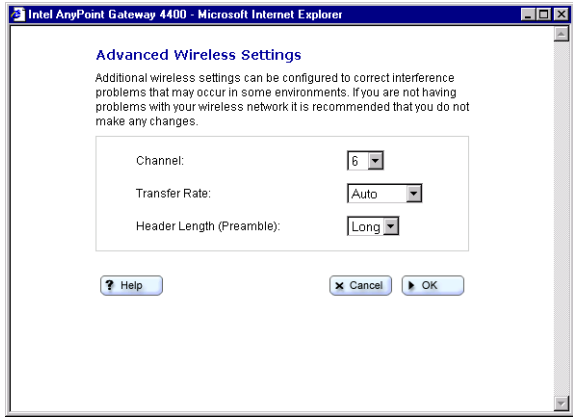 Intel AnyPoint Gateway 4400 - Microsoft Internet Explorer
Advanced Wireless Settings
Additional wireless settings can be configured to correct interference
problems that may occur in some environments. If you are not having
problems with your wireless network it is recommended that you do not
make any changes.
Channel: 6
Transfer Rate: Auto
Header Length (Preamble): Long
? Help Cancel OK